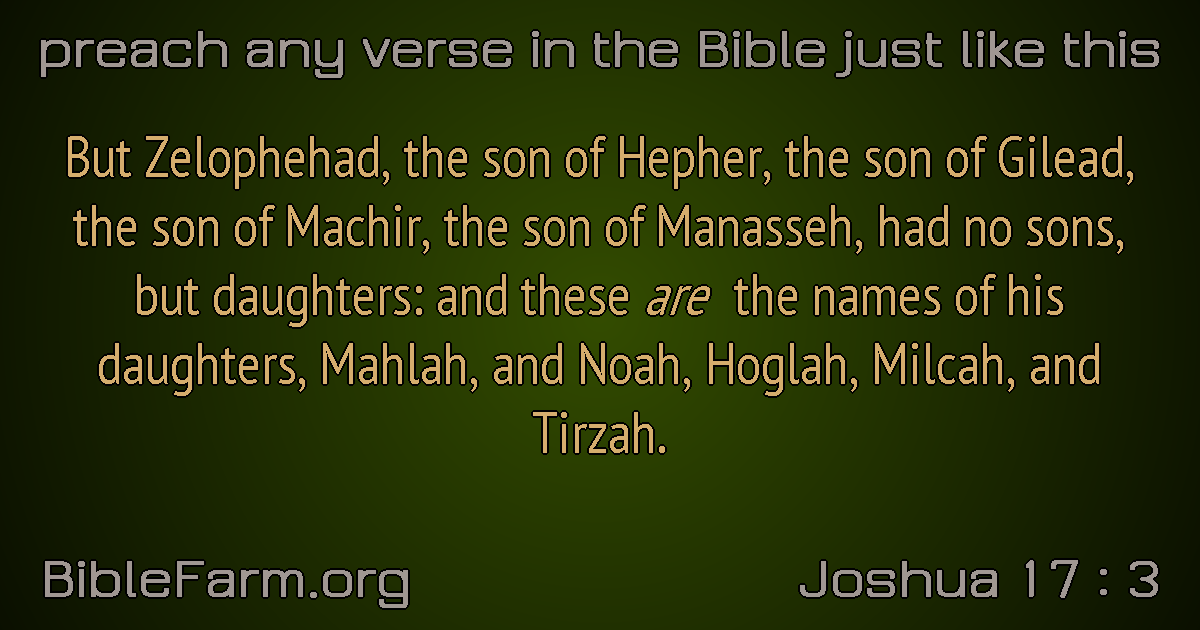 preach any verse in the Bible just like this
But Zelophehad, the son of Hepher, the son of Gilead,
the son of Machir, the son of Manasseh, had no sons,
but daughters: and these are the names of his
daughters, Mahlah, and Noah, Hoglah, Milcah, and
Tirzah.
BibleFarm.org
Joshua 17 : 3